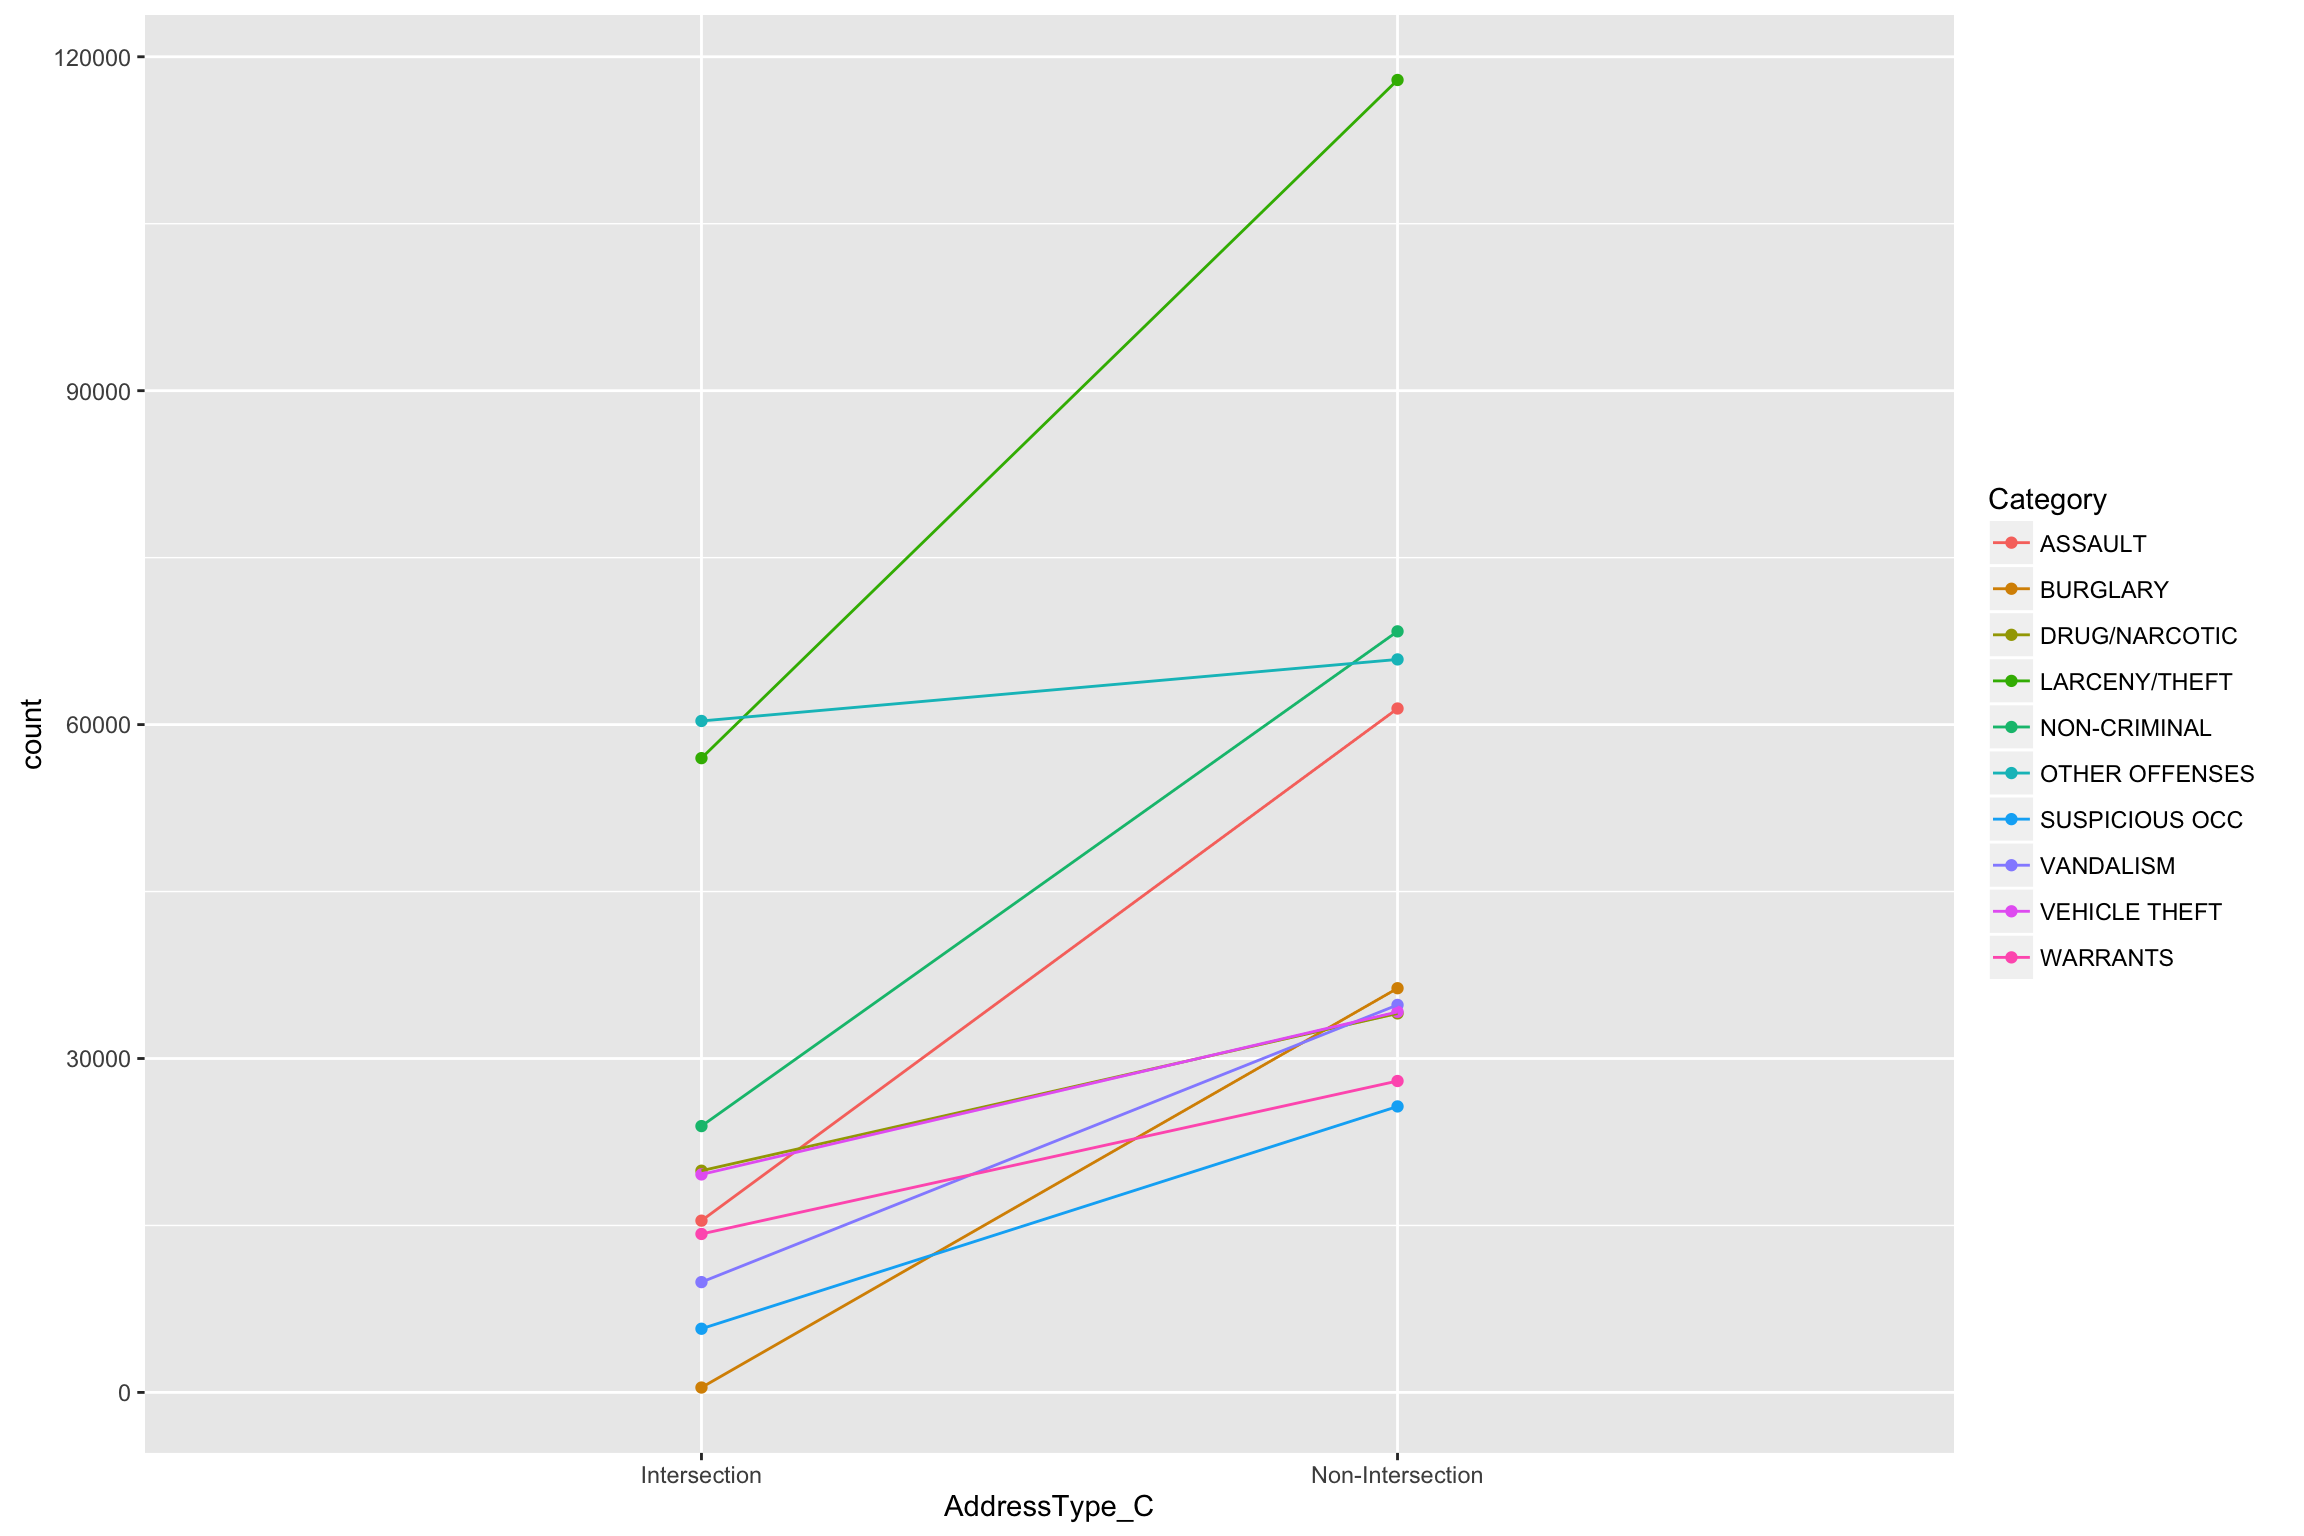 120000
90000
60000
30000
0
count
Intersection
Non-Intersection
AddressType_C
Category
ASSAULT
BURGLARY
DRUG/NARCOTIC
LARCENY/THEFT
NON-CRIMINAL
OTHER OFFENSES
SUSPICIOUS OCC
VANDALISM
VEHICLE THEFT
WARRANTS